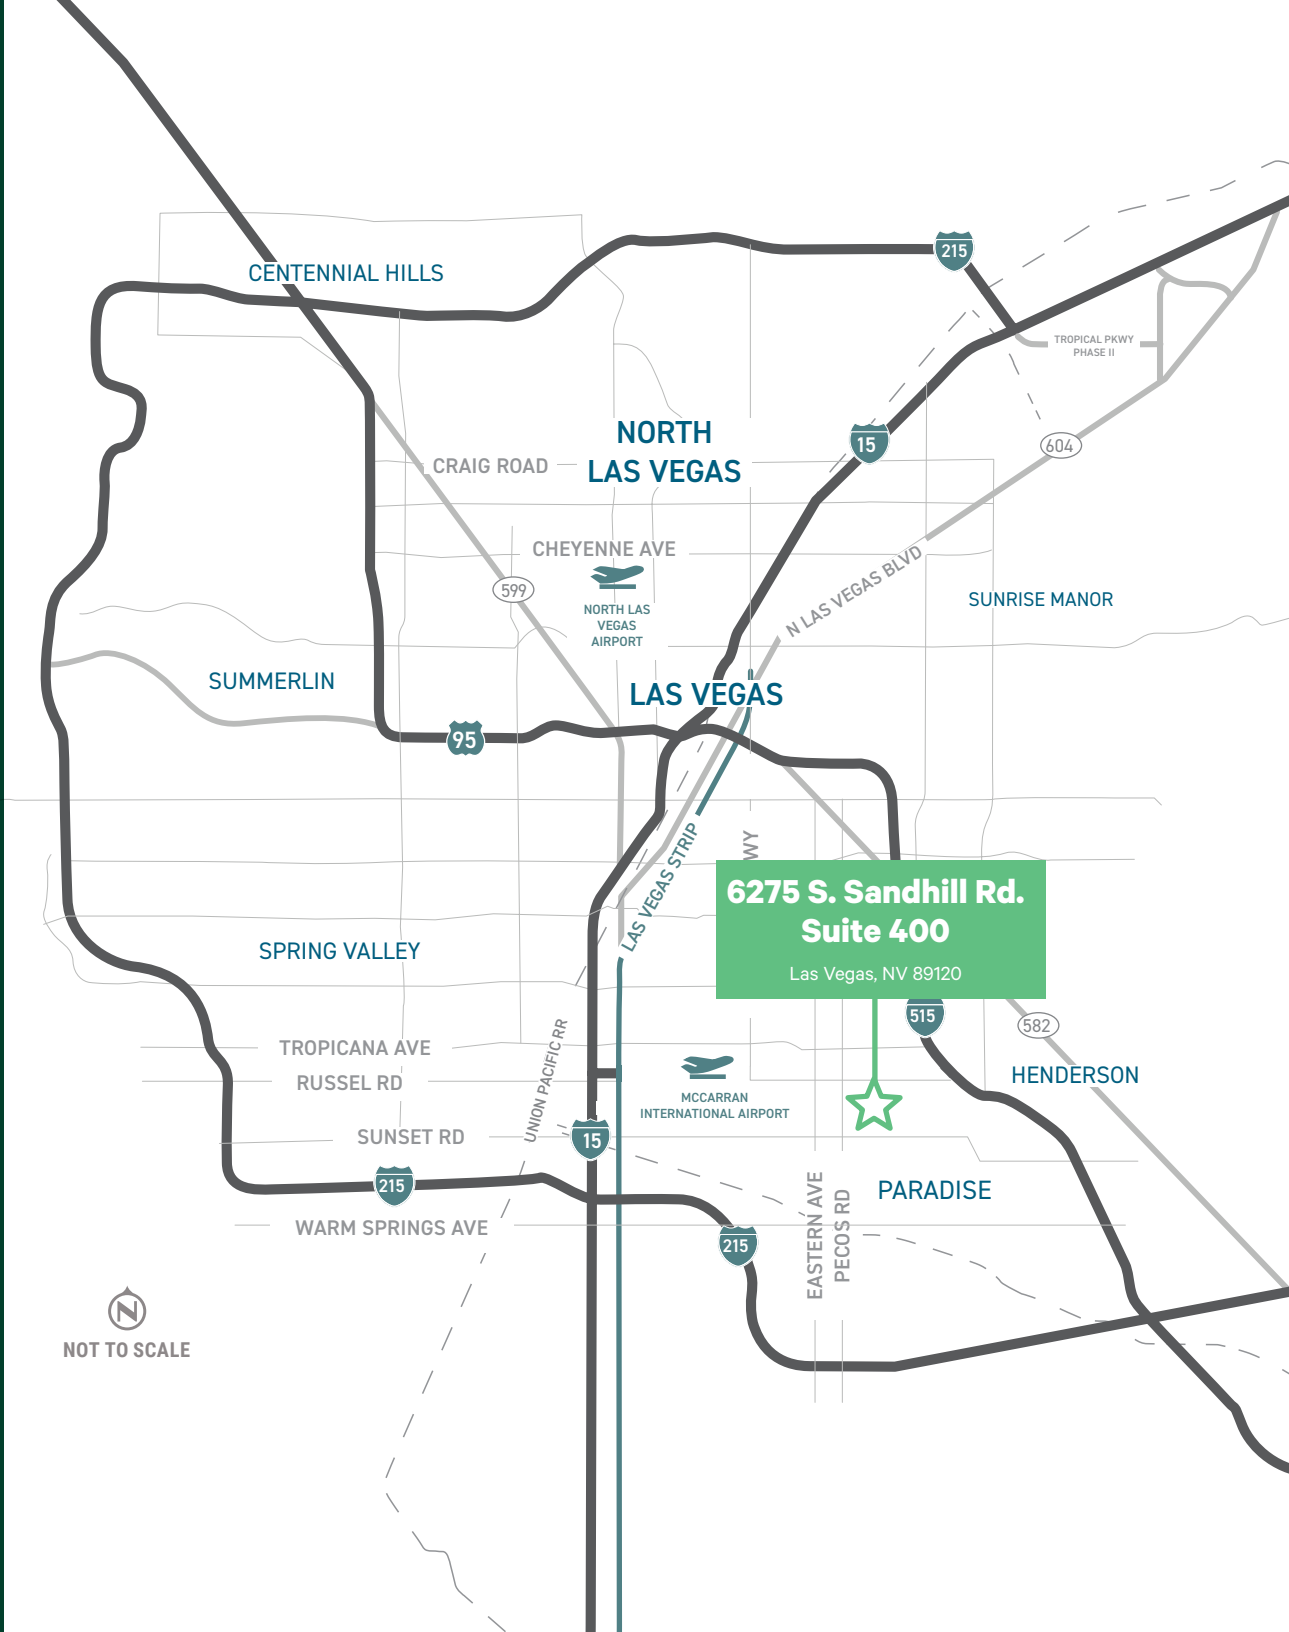 215
CENTENNIAL HILLS
TROPICAL PKWY
PHASE II
NORTH
LAS VEGAS
15
604
CRAIG ROAD
CHEYENNE AVE
N LAS VEGAS BLVD
599
NORTH LAS
VEGAS
AIRPORT
SUNRISE MANOR
SUMMERLIN
LAS VEGAS
95
WY
LAS VEGAS STRIP
6275 S. Sandhill Rd.
Suite 400
Las Vegas, NV 89120
SPRING VALLEY
515
582
UNION PACIFIC RR
TROPICANA AVE
RUSSEL RD
HENDERSON
MCCARRAN
INTERNATIONAL AIRPORT
SUNSET RD
15
215
PARADISE
EASTERN AVE
PECOS RD
WARM SPRINGS AVE
215
N
NOT TO SCALE